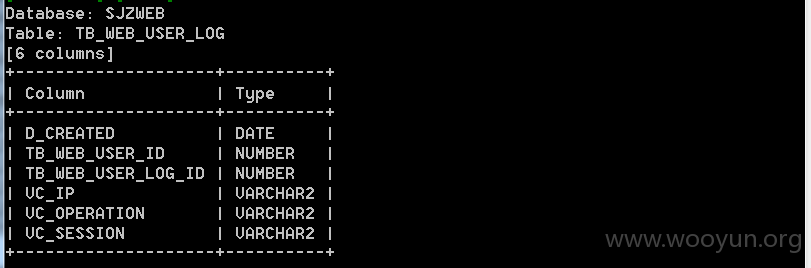 Database: SJZWEB
Table: TB_WEB_USER_LOG
[6 columns]
+--------------------+----------+
| Column             | Type     |
+--------------------+----------+
| D_CREATED          | DATE     |
| TB_WEB_USER_ID     | NUMBER   |
| TB_WEB_USER_LOG_ID | NUMBER   |
| VC_IP              | VARCHAR2 |
| VC_OPERATION       | VARCHAR2 |
| VC_SESSION         | VARCHAR2 |
+--------------------+----------+
www.wooyun.org